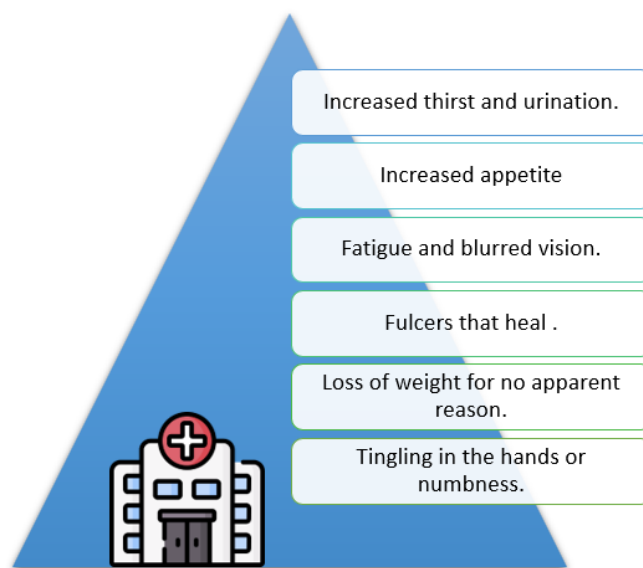 Increased thirst and urination.
Increased appetite
Fatigue and blurred vision.
Fulcers that heal .
Loss of weight for no apparent
reason.
Tingling in the hands or
numbness.